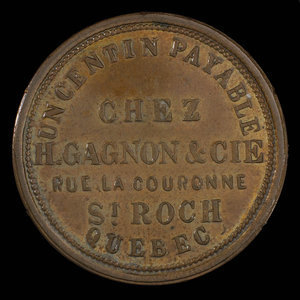 UN CENTIN PAYABLE
CHEZ
H. GAGNON & CIE
RUE LA COURONNE
ST ROCH
QUEBEC